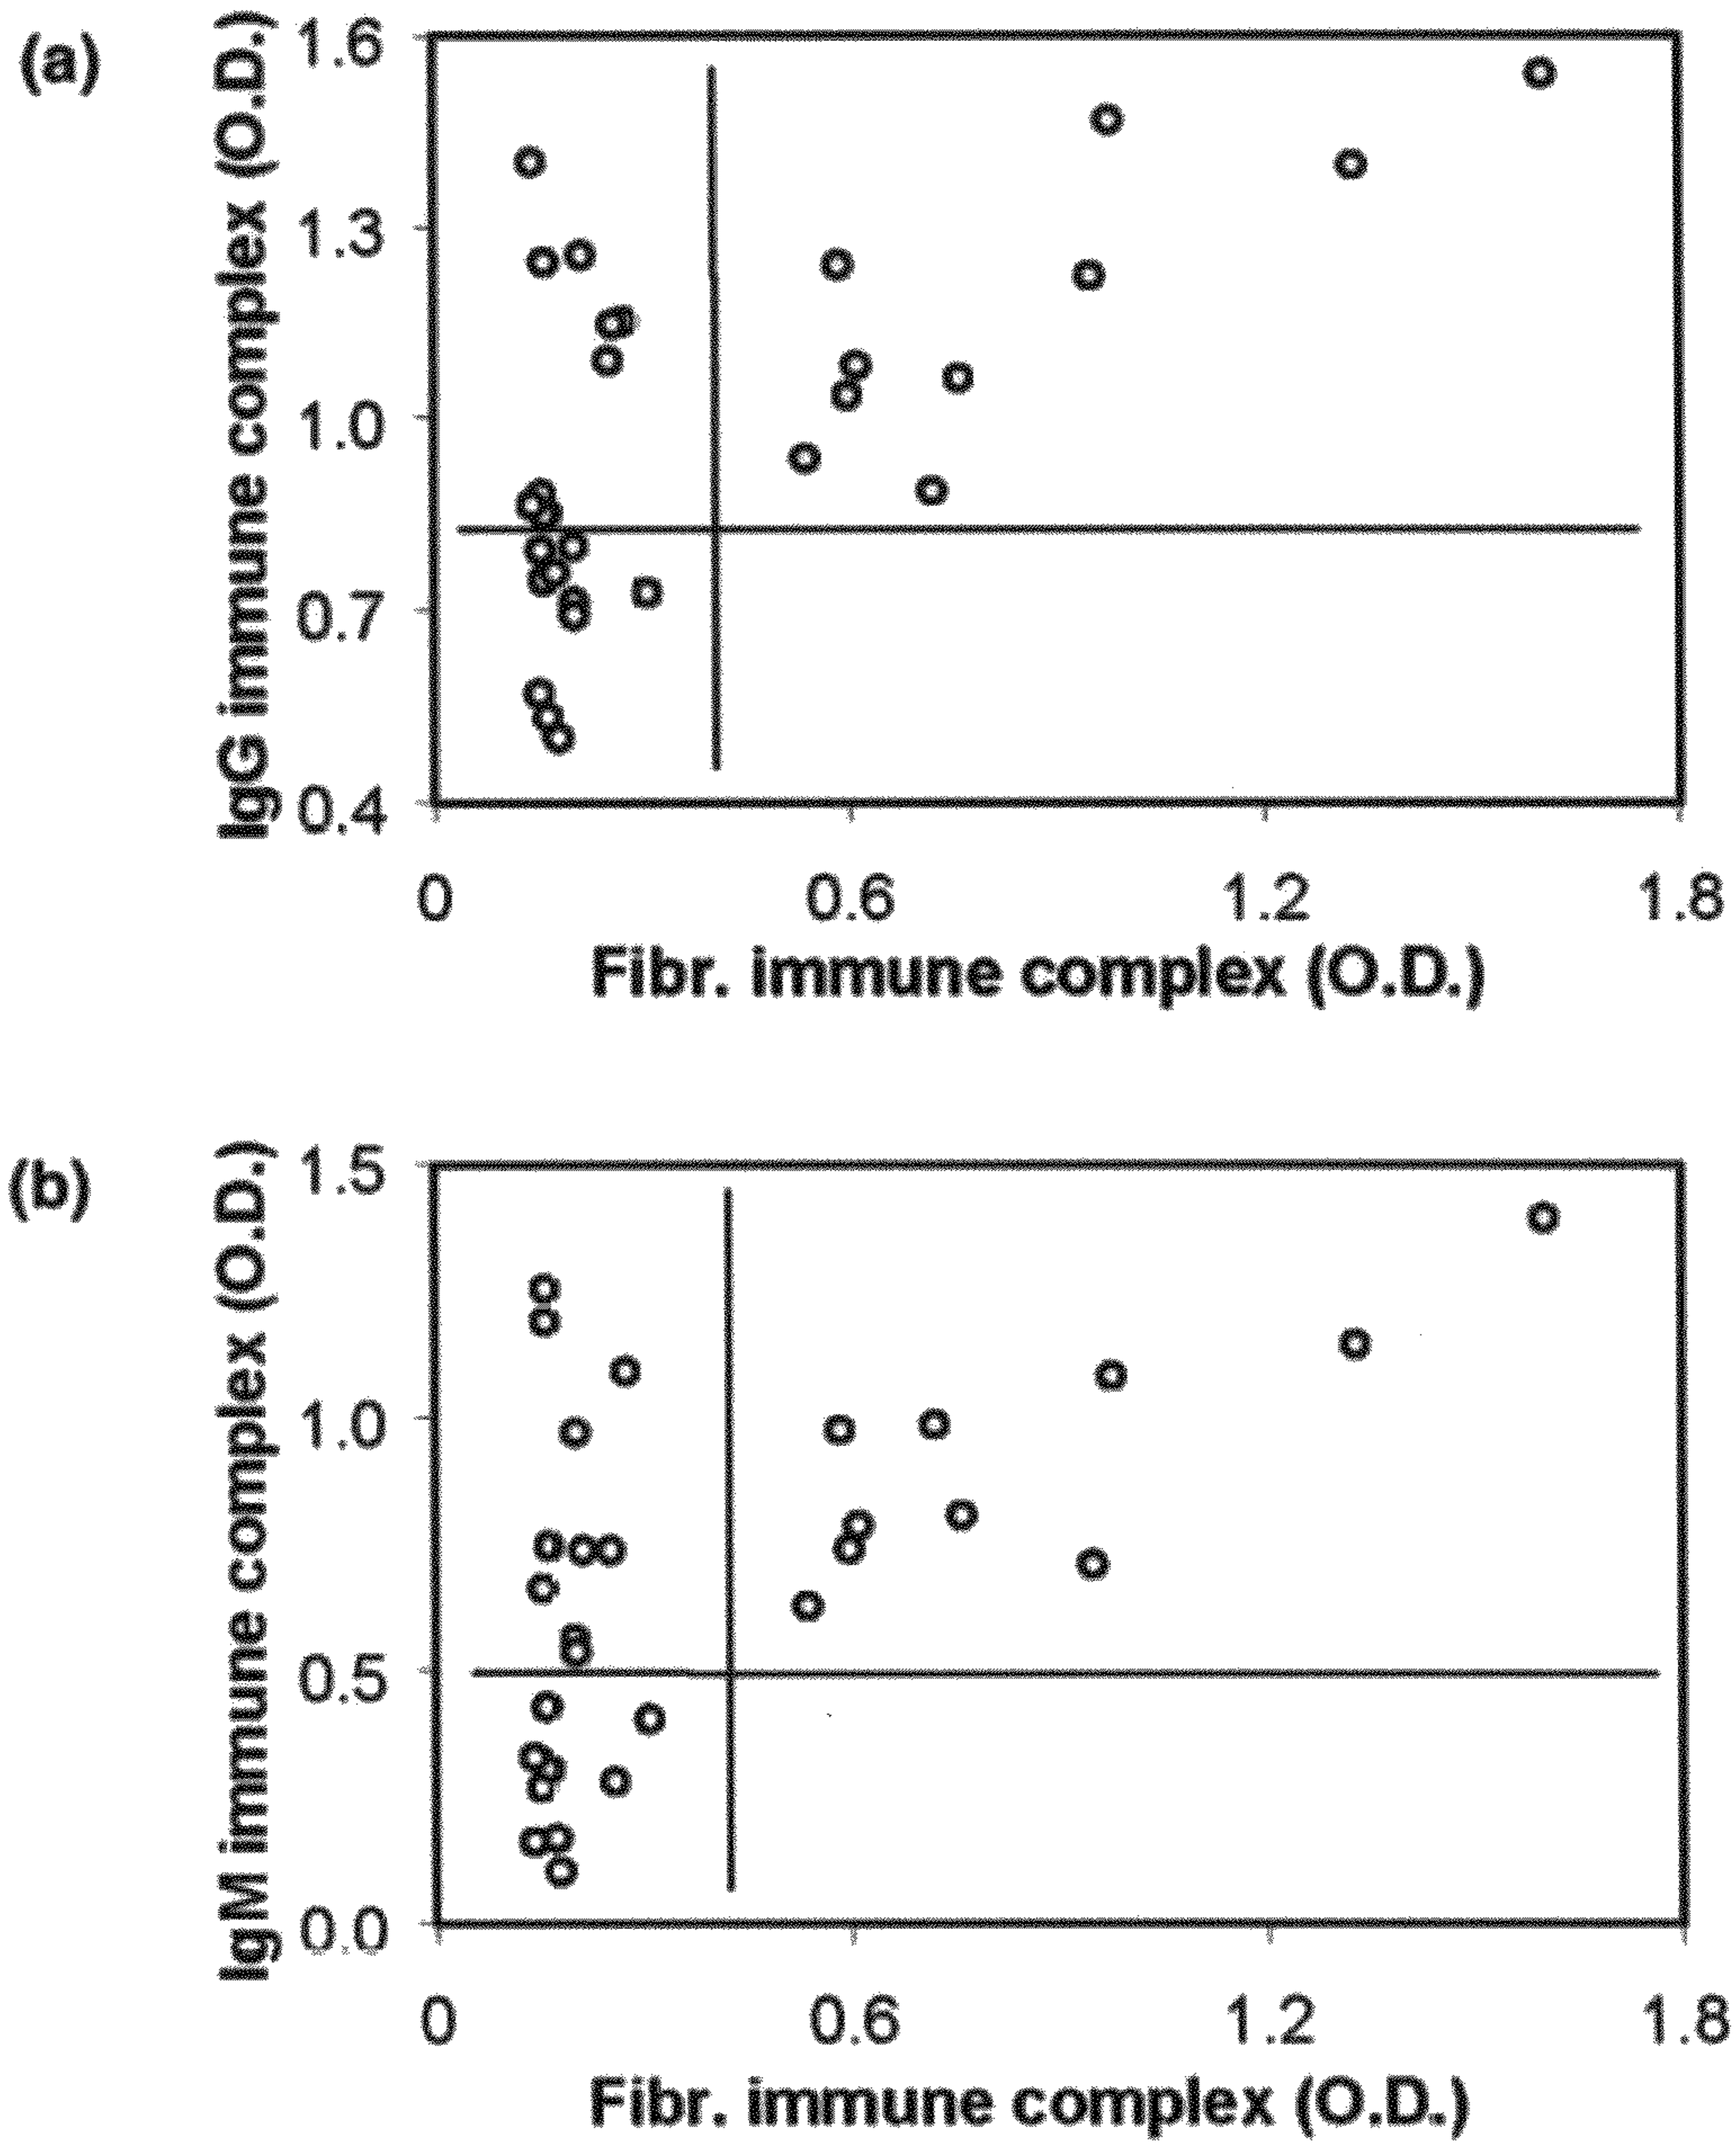 (a)
IgG immune complex (O.D.)
1.6
1.3
1.0
0.7
0.4
0
0.6
1.2
1.8
Fibr. immune complex (O.D.)
(b)
IgM immune complex (O.D.)
1.5
1.0
0.5
0.0
0
0.6
1.2
1.8
Fibr. immune complex (O.D.)